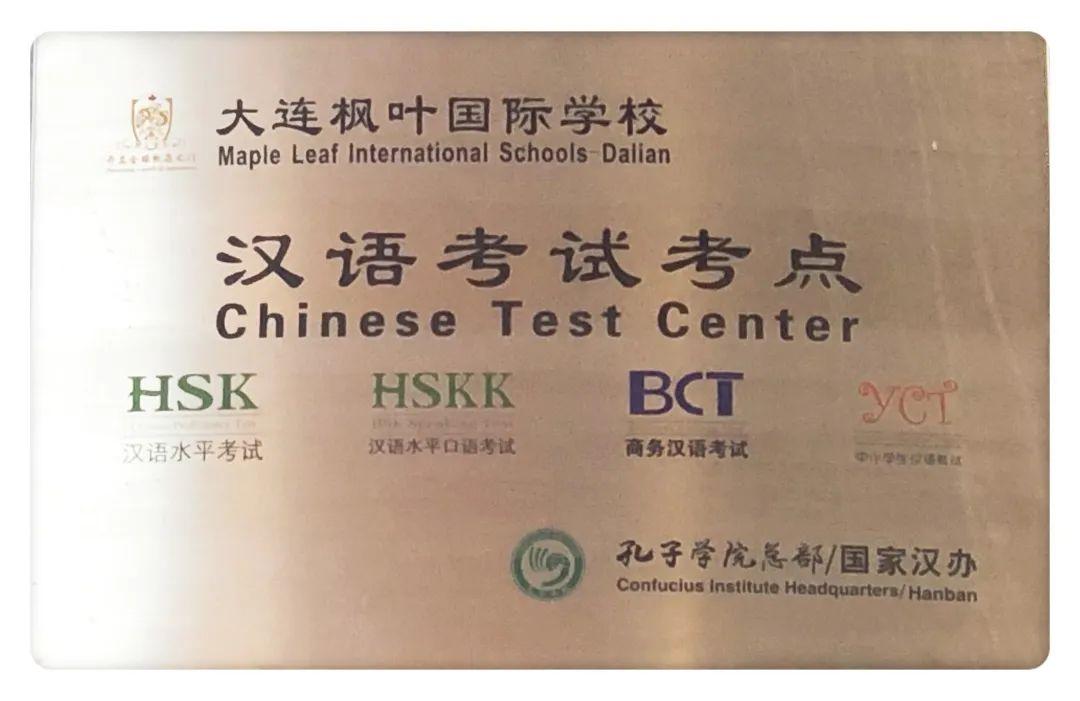 大连枫叶国际学校
Maple Leaf International Schools-Dalian
汉语考试考点
Chinese Test Center
HSK
汉语水平考试
HSKK
汉语水平口语考试
BCT
商务汉语考试
YCT
中小学生汉语考试
孔子学院总部/国家汉办
Confucius Institute Headquarters/Hanban